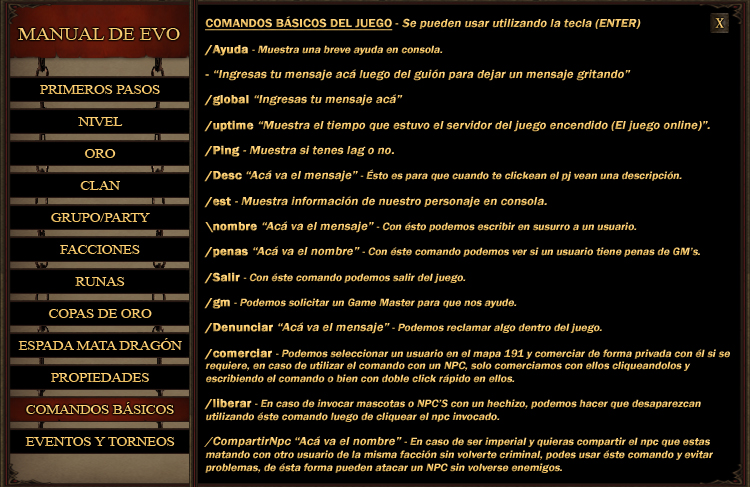 MANUAL DE EVO
PRIMEROS PASOS
NIVEL
ORO
CLAN
GRUPO/PARTY
FACCIONES
RUNAS
COPAS DE ORO
ESPADA MATA DRAGÓN
PROPIEDADES
COMANDOS BÁSICOS
EVENTOS Y TORNEOS
COMANDOS BÁSICOS DEL JUEGO - Se pueden usar utilizando la tecla (ENTER)
X
/Ayuda - Muestra una breve ayuda en consola.
- “Ingresas tu mensaje acá luego del guión para dejar un mensaje gritando”
/global “Ingresas tu mensaje acá”
/uptime “Muestra el tiempo que estuvo el servidor del juego encendido (El juego online)”.
/Ping - Muestra si tenes lag o no.
/Desc “Acá va el mensaje” - Ésto es para que cuando te clickean el pj vean una descripción.
/est - Muestra información de nuestro personaje en consola.
\nombre “Acá va el mensaje” - Con ésto podemos escribir en susurro a un usuario.
/penas “Acá va el nombre” - Con éste comando podemos ver si un usuario tiene penas de GM’s.
/Salir - Con éste comando podemos salir del juego.
/gm - Podemos solicitar un Game Master para que nos ayude.
/Denunciar “Acá va el mensaje” - Podemos reclamar algo dentro del juego.
/comerciar - Podemos seleccionar un usuario en el mapa 191 y comerciar de forma privada con él si se
requiere, en caso de utilizar el comando con un NPC, solo comerciamos con ellos cliqueandolos y
escribiendo el comando o bien con doble click rápido en ellos.
/liberar - En caso de invocar mascotas o NPC’S con un hechizo, podemos hacer que desaparezcan
utilizando éste comando luego de cliquear el npc invocado.
/CompartirNpc “Acá va el nombre” - En caso de ser imperial y quieras compartir el npc que estas
matando con otro usuario de la misma facción sin volverte criminal, podes usar éste comando y evitar
problemas, de ésta forma pueden atacar un NPC sin volverse enemigos.